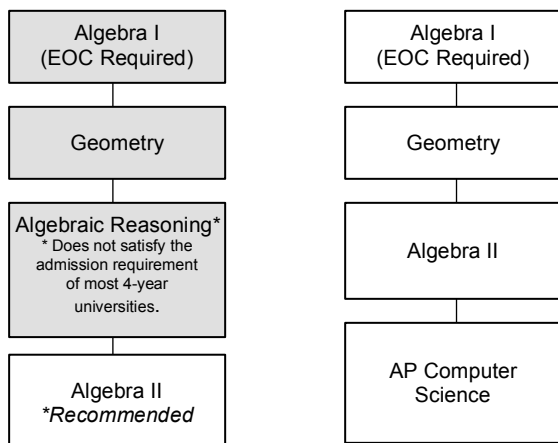 Algebra I
(EOC Required)
Geometry
Algebraic Reasoning*
* Does not satisfy the
admission requirement
of most 4-year
universities.
Algebra II
*Recommended
Algebra I
(EOC Required)
Geometry
Algebra II
AP Computer
Science